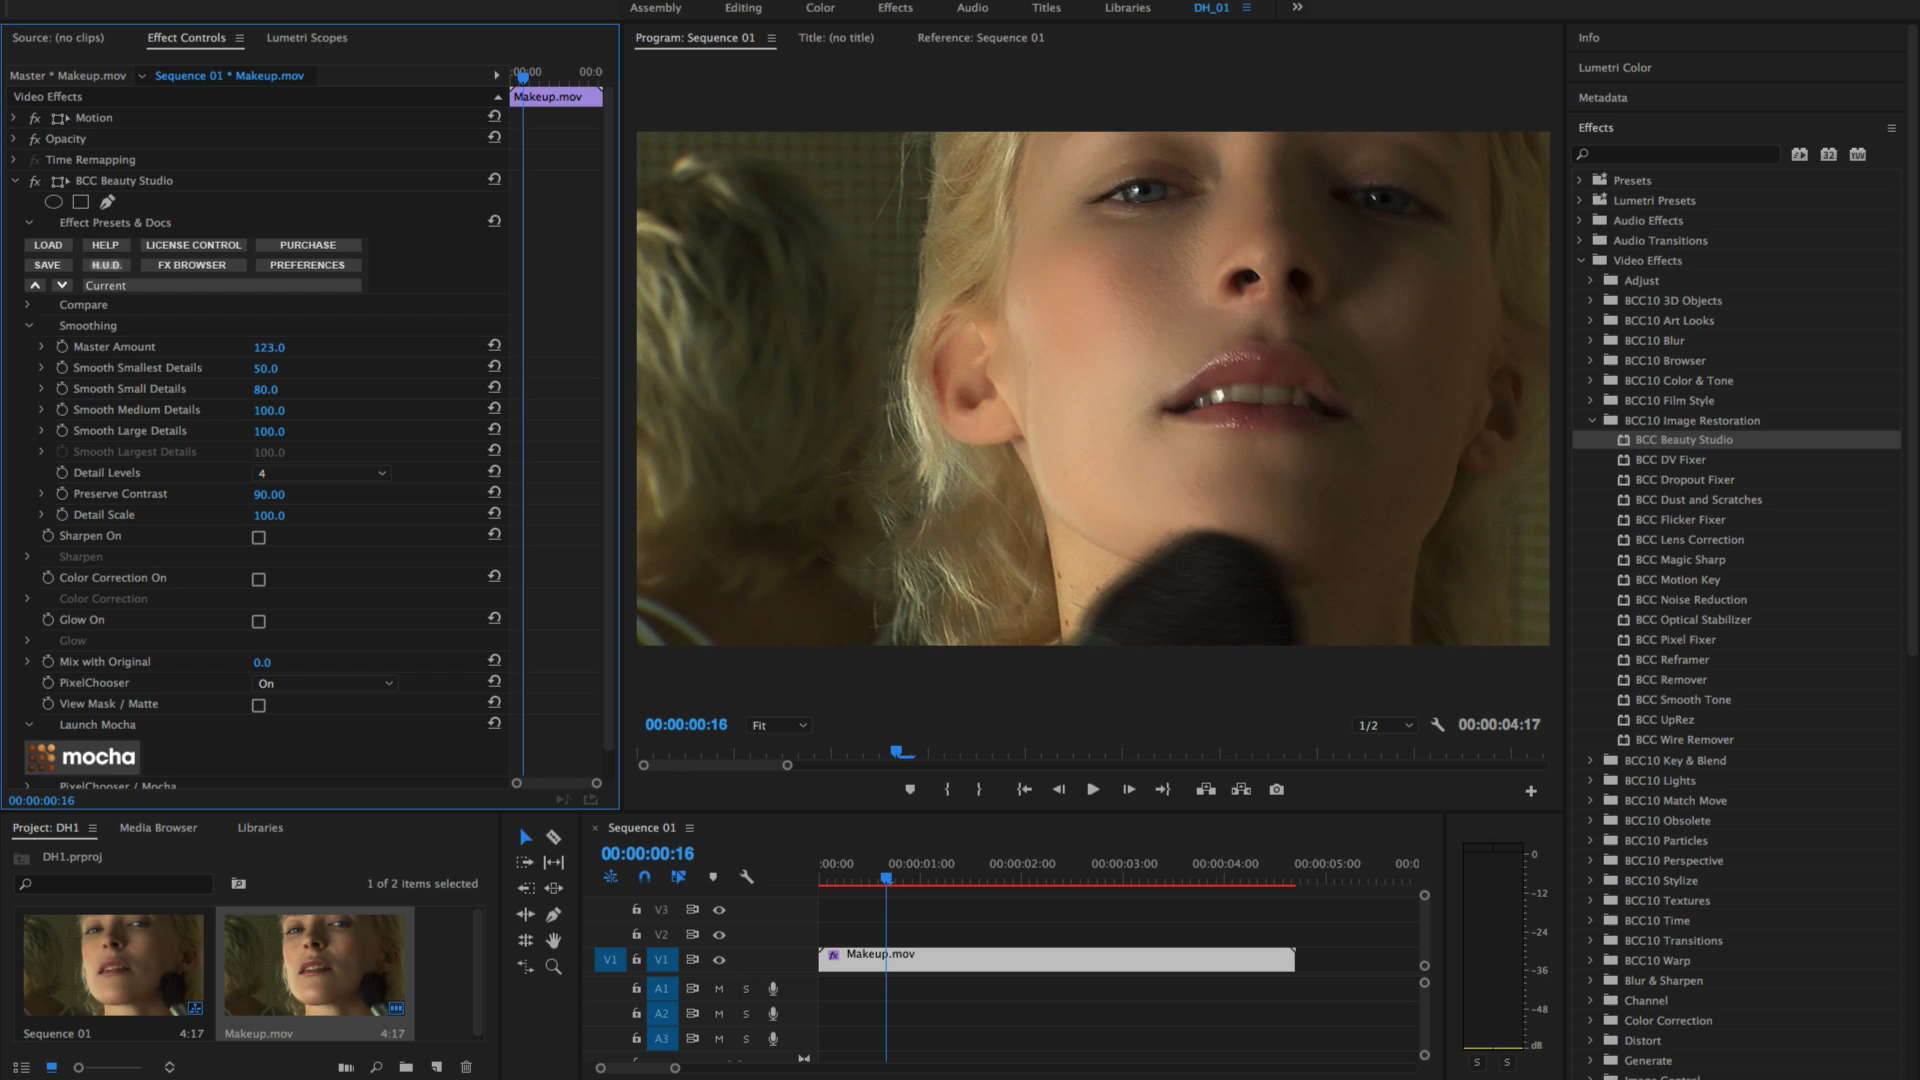 Assembly Editing Color Effects Audio Titles Libraries DH_01
Source: (no clips) Effect Controls Lumetri Scopes
Master * Makeup.mov Sequence 01 * Makeup.mov
:00:00 00:0
Video Effects
Makeup.mov
fx Motion
fx Opacity
fx Time Remapping
fx BCC Beauty Studio
Effect Presets & Docs
LOAD HELP LICENSE CONTROL PURCHASE
SAVE H.U.D. FX BROWSER PREFERENCES
Current
Compare
Smoothing
Master Amount 123.0
Smooth Smallest Details 50.0
Smooth Small Details 80.0
Smooth Medium Details 100.0
Smooth Large Details 100.0
Smooth Largest Details 100.0
Detail Levels 4
Preserve Contrast 90.00
Detail Scale 100.0
Sharpen On
Sharpen
Color Correction On
Color Correction
Glow On
Glow
Mix with Original 0.0
PixelChooser On
View Mask / Matte
Launch Mocha
mocha
PixelChooser / Mocha
00:00:00:16
Program: Sequence 01 Title: (no title) Reference: Sequence 01
00:00:00:16 Fit 1/2 00:00:04:17
Info
Lumetri Color
Metadata
Effects
32 YUV
Presets
Lumetri Presets
Audio Effects
Audio Transitions
Video Effects
Adjust
BCC10 3D Objects
BCC10 Art Looks
BCC10 Blur
BCC10 Browser
BCC10 Color & Tone
BCC10 Film Style
BCC10 Image Restoration
BCC Beauty Studio
BCC DV Fixer
BCC Dropout Fixer
BCC Dust and Scratches
BCC Flicker Fixer
BCC Lens Correction
BCC Magic Sharp
BCC Motion Key
BCC Noise Reduction
BCC Optical Stabilizer
BCC Pixel Fixer
BCC Reframer
BCC Remover
BCC Smooth Tone
BCC UpRez
BCC Wire Remover
BCC10 Key & Blend
BCC10 Lights
BCC10 Match Move
BCC10 Obsolete
BCC10 Particles
BCC10 Perspective
BCC10 Stylize
BCC10 Textures
BCC10 Time
BCC10 Transitions
BCC10 Warp
Blur & Sharpen
Channel
Color Correction
Distort
Generate
Image Control
Project: DH1 Media Browser Libraries
DH1.prproj
1 of 2 items selected
Sequence 01 4:17
Makeup.mov 4:17
Sequence 01
00:00:00:16
:00:00 00:00:01:00 00:00:02:00 00:00:03:00 00:00:04:00 00:00:05:00 00:0
V3
V2
V1 V1 fx Makeup.mov
A1 M S
A2 M S
A3 M S
0
-12
-24
-36
-48
dB
S S